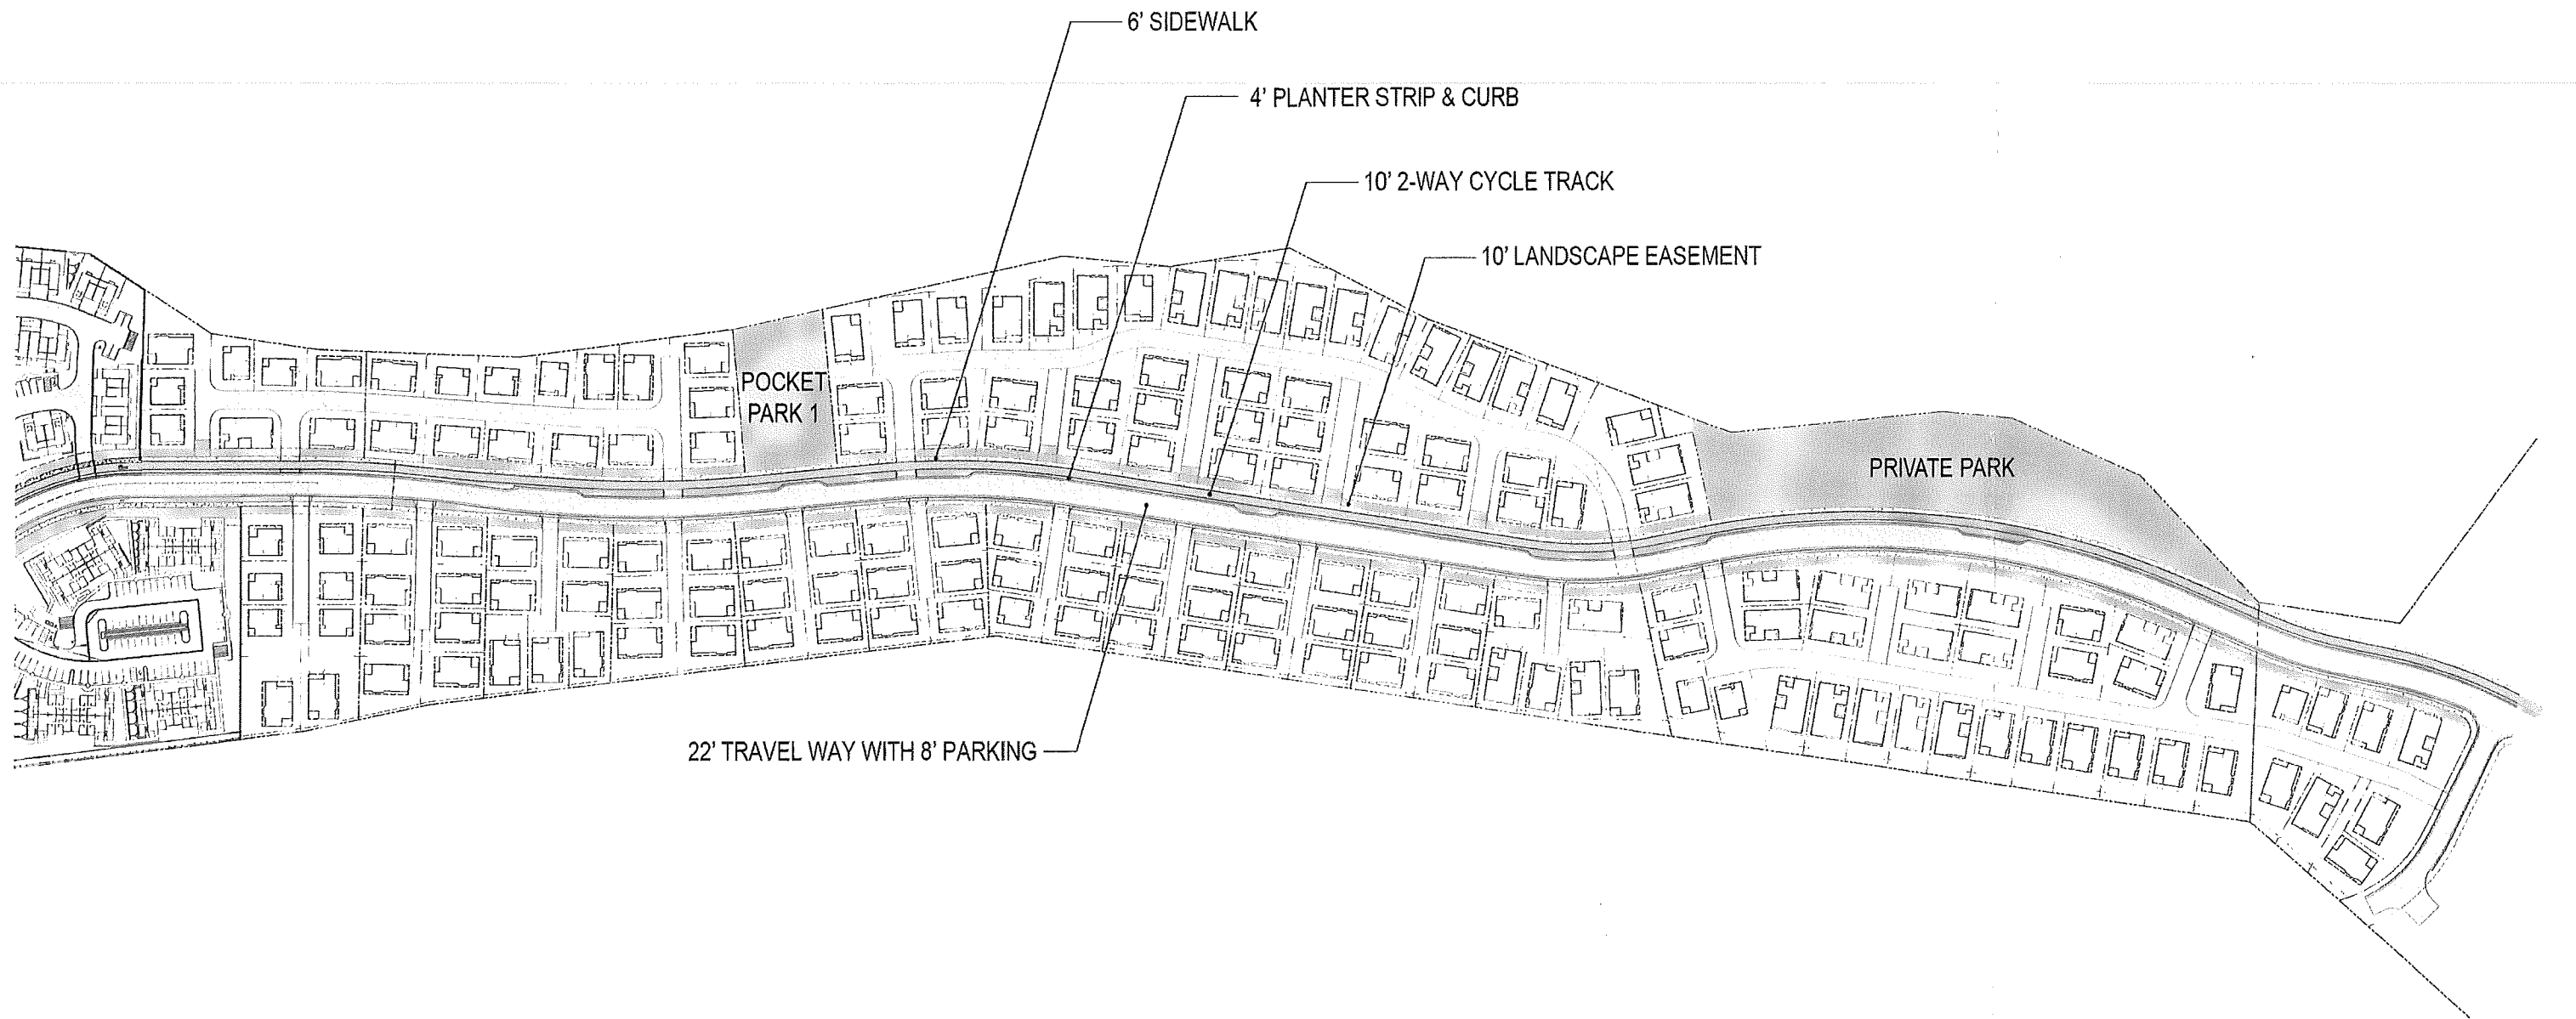 6' SIDEWALK
4' PLANTER STRIP & CURB
10' 2-WAY CYCLE TRACK
10' LANDSCAPE EASEMENT
POCKET
PARK 1
PRIVATE PARK
22' TRAVEL WAY WITH 8' PARKING